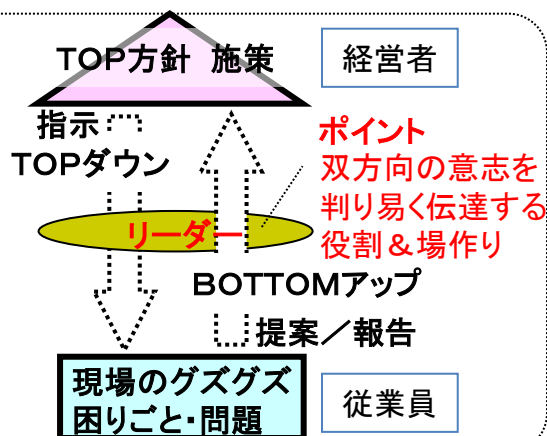 TOP方針 施策
経営者
指示
TOPダウン
ポイント
双方向の意志を
判り易く伝達する
役割＆場作り
リーダー
BOTTOMアップ
提案／報告
現場のグズグズ
困りごと・問題
従業員